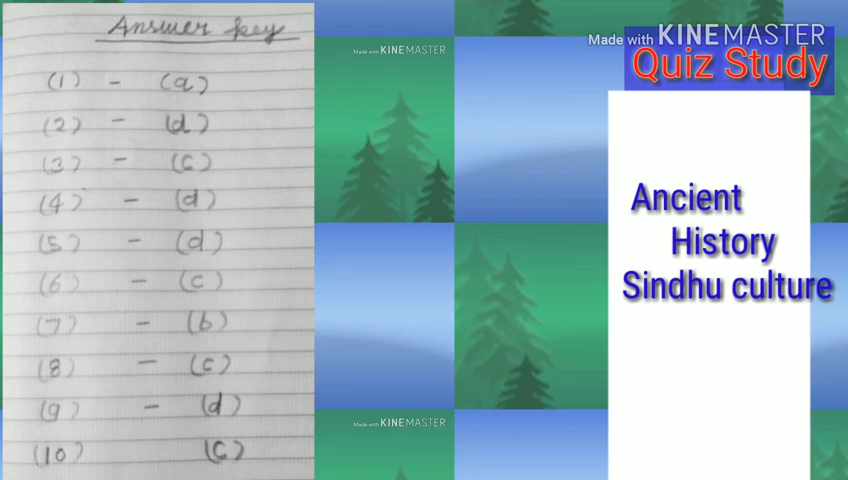 Answer key
(1) - (a)
(2) - (d)
(3) - (c)
(4) - (d)
(5) - (d)
(6) - (c)
(7) - (b)
(8) - (c)
(9) - (d)
(10) (c)
Made with KINEMASTER
Made with KINEMASTER
Made with KINEMASTER
Quiz Study
Ancient
History
Sindhu culture